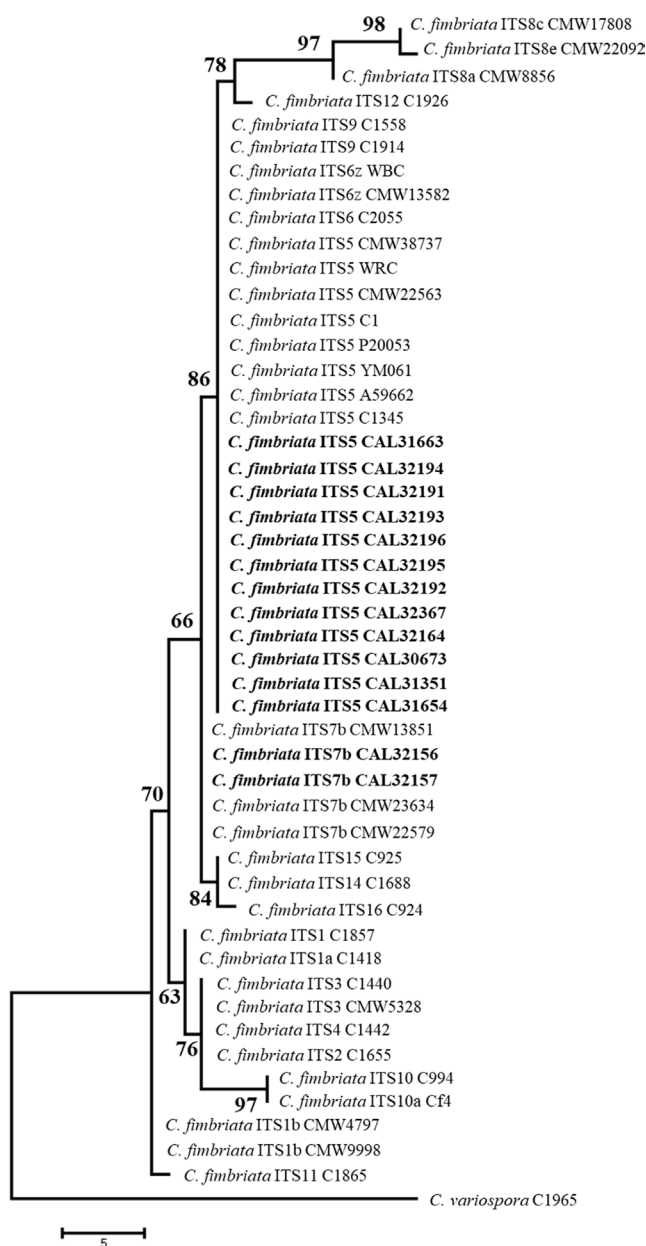 98
C. fimbriata ITS8c CMW17808
97
C. fimbriata ITS8e CMW22092
78
C. fimbriata ITS8a CMW8856
C. fimbriata ITS12 C1926
C. fimbriata ITS9 C1558
C. fimbriata ITS9 C1914
C. fimbriata ITS6z WBC
C. fimbriata ITS6z CMW13582
C. fimbriata ITS6 C2055
C. fimbriata ITS5 CMW38737
C. fimbriata ITS5 WRC
C. fimbriata ITS5 CMW22563
C. fimbriata ITS5 C1
C. fimbriata ITS5 P20053
C. fimbriata ITS5 YM061
86
C. fimbriata ITS5 A59662
C. fimbriata ITS5 C1345
C. fimbriata ITS5 CAL31663
C. fimbriata ITS5 CAL32194
C. fimbriata ITS5 CAL32191
C. fimbriata ITS5 CAL32193
C. fimbriata ITS5 CAL32196
C. fimbriata ITS5 CAL32195
C. fimbriata ITS5 CAL32192
C. fimbriata ITS5 CAL32367
66
C. fimbriata ITS5 CAL32164
C. fimbriata ITS5 CAL30673
C. fimbriata ITS5 CAL31351
C. fimbriata ITS5 CAL31654
C. fimbriata ITS7b CMW13851
C. fimbriata ITS7b CAL32156
C. fimbriata ITS7b CAL32157
70
C. fimbriata ITS7b CMW23634
C. fimbriata ITS7b CMW22579
C. fimbriata ITS15 C925
C. fimbriata ITS14 C1688
84
C. fimbriata ITS16 C924
C. fimbriata ITS1 C1857
C. fimbriata ITS1a C1418
C. fimbriata ITS3 C1440
63
C. fimbriata ITS3 CMW5328
C. fimbriata ITS4 C1442
76
C. fimbriata ITS2 C1655
C. fimbriata ITS10 C994
97
C. fimbriata ITS10a Cf4
C. fimbriata ITS1b CMW4797
C. fimbriata ITS1b CMW9998
C. fimbriata ITS11 C1865
C. variospora C1965
5